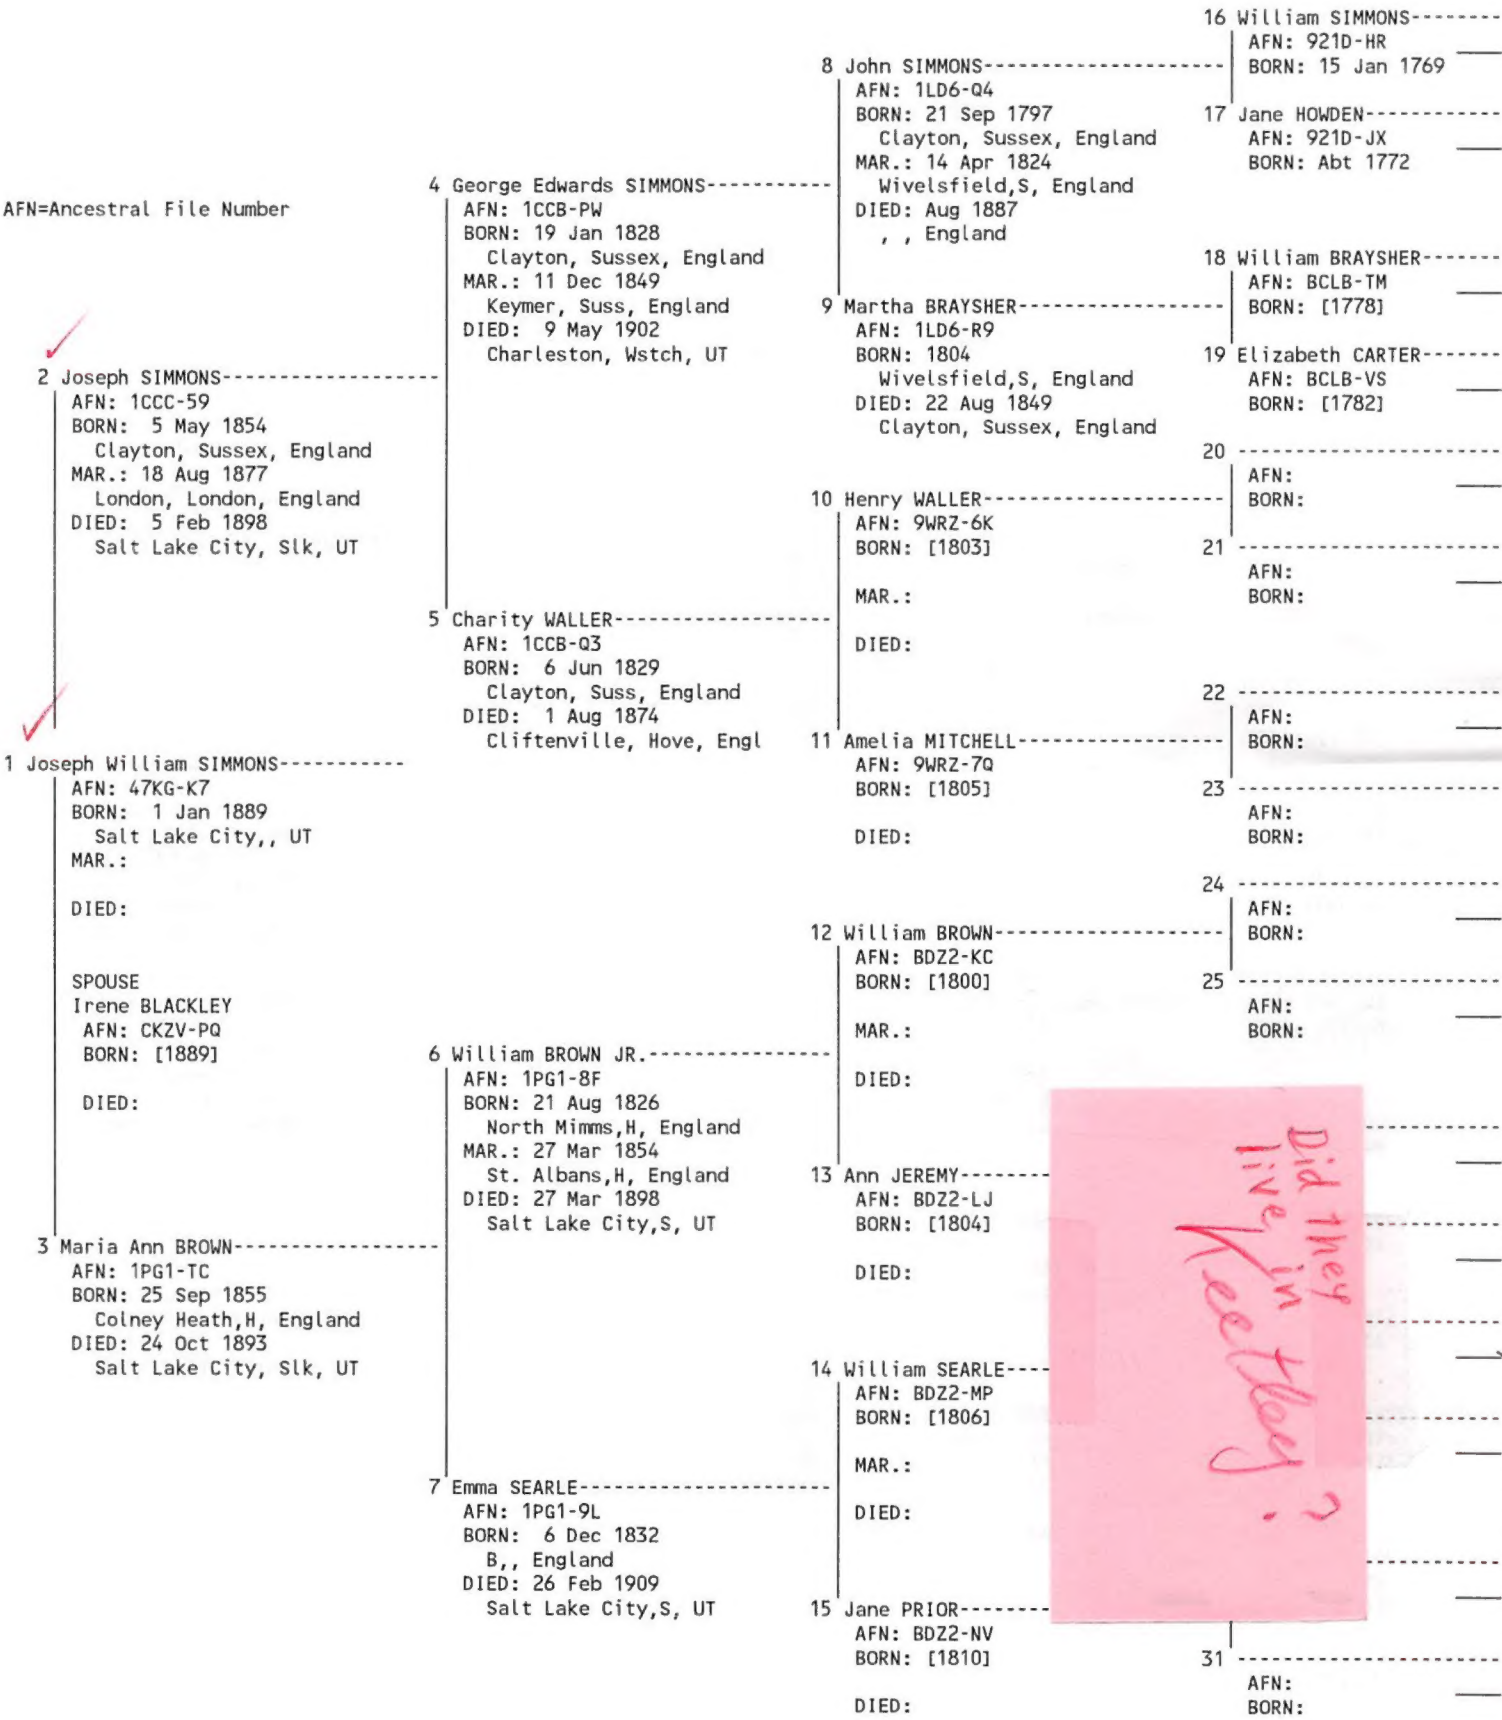 AFN=Ancestral File Number
1 Joseph William SIMMONS-----------
AFN: 47KG-K7
BORN: 1 Jan 1889
Salt Lake City,, UT
MAR.:
DIED:
SPOUSE
Irene BLACKLEY
AFN: CKZV-PQ
BORN: [1889]
DIED:
2 Joseph SIMMONS------------------
AFN: 1CCC-59
BORN: 5 May 1854
Clayton, Sussex, England
MAR.: 18 Aug 1877
London, London, England
DIED: 5 Feb 1898
Salt Lake City, Slk, UT
3 Maria Ann BROWN-----------------
AFN: 1PG1-TC
BORN: 25 Sep 1855
Colney Heath,H, England
DIED: 24 Oct 1893
Salt Lake City, Slk, UT
4 George Edwards SIMMONS-----------
AFN: 1CCB-PW
BORN: 19 Jan 1828
Clayton, Sussex, England
MAR.: 11 Dec 1849
Keymer, Suss, England
DIED: 9 May 1902
Charleston, Wstch, UT
5 Charity WALLER------------------
AFN: 1CCB-Q3
BORN: 6 Jun 1829
Clayton, Suss, England
DIED: 1 Aug 1874
Cliftenville, Hove, Engl
6 William BROWN JR.---------------
AFN: 1PG1-8F
BORN: 21 Aug 1826
North Mimms,H, England
MAR.: 27 Mar 1854
St. Albans,H, England
DIED: 27 Mar 1898
Salt Lake City,S, UT
7 Emma SEARLE---------------------
AFN: 1PG1-9L
BORN: 6 Dec 1832
B,, England
DIED: 26 Feb 1909
Salt Lake City,S, UT
8 John SIMMONS--------------------
AFN: 1LD6-Q4
BORN: 21 Sep 1797
Clayton, Sussex, England
MAR.: 14 Apr 1824
Wivelsfield,S, England
DIED: Aug 1887
, , England
9 Martha BRAYSHER-----------------
AFN: 1LD6-R9
BORN: 1804
Wivelsfield,S, England
DIED: 22 Aug 1849
Clayton, Sussex, England
10 Henry WALLER--------------------
AFN: 9WRZ-6K
BORN: [1803]
MAR.:
DIED:
11 Amelia MITCHELL-----------------
AFN: 9WRZ-7Q
BORN: [1805]
DIED:
12 William BROWN-------------------
AFN: BDZ2-KC
BORN: [1800]
MAR.:
DIED:
13 Ann JEREMY-------
AFN: BDZ2-LJ
BORN: [1804]
DIED:
14 William SEARLE----
AFN: BDZ2-MP
BORN: [1806]
MAR.:
DIED:
15 Jane PRIOR-------
AFN: BDZ2-NV
BORN: [1810]
DIED:
16 William SIMMONS-------
AFN: 921D-HR
BORN: 15 Jan 1769
17 Jane HOWDEN-----------
AFN: 921D-JX
BORN: Abt 1772
18 William BRAYSHER-------
AFN: BCLB-TM
BORN: [1778]
19 Elizabeth CARTER------
AFN: BCLB-VS
BORN: [1782]
20 ----------------------
AFN:
BORN:
21 ----------------------
AFN:
BORN:
22 ----------------------
AFN:
BORN:
23 ----------------------
AFN:
BORN:
24 ----------------------
AFN:
BORN:
25 ----------------------
AFN:
BORN:
Did they
live in
Keetley?
31 ----------------------
AFN:
BORN: